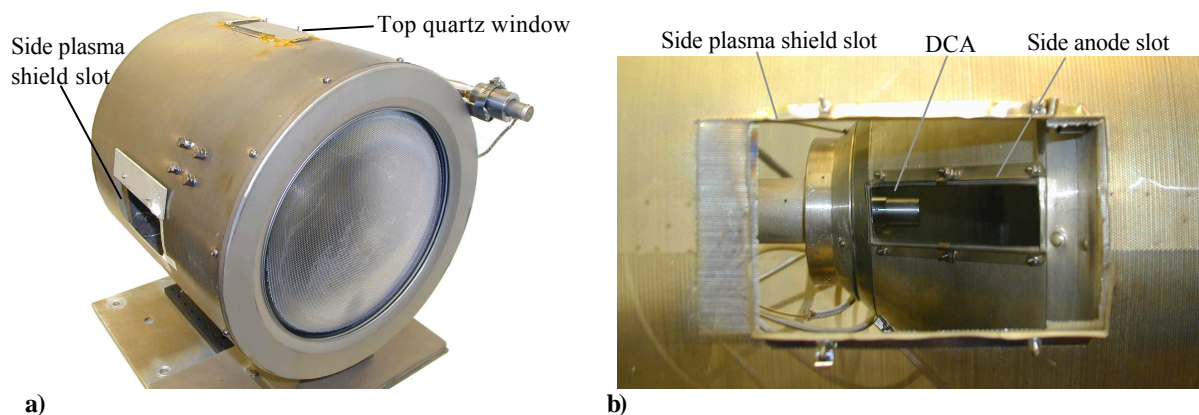 Top quartz window
Side plasma
shield slot
a)
Side plasma shield slot
DCA
Side anode slot
b)